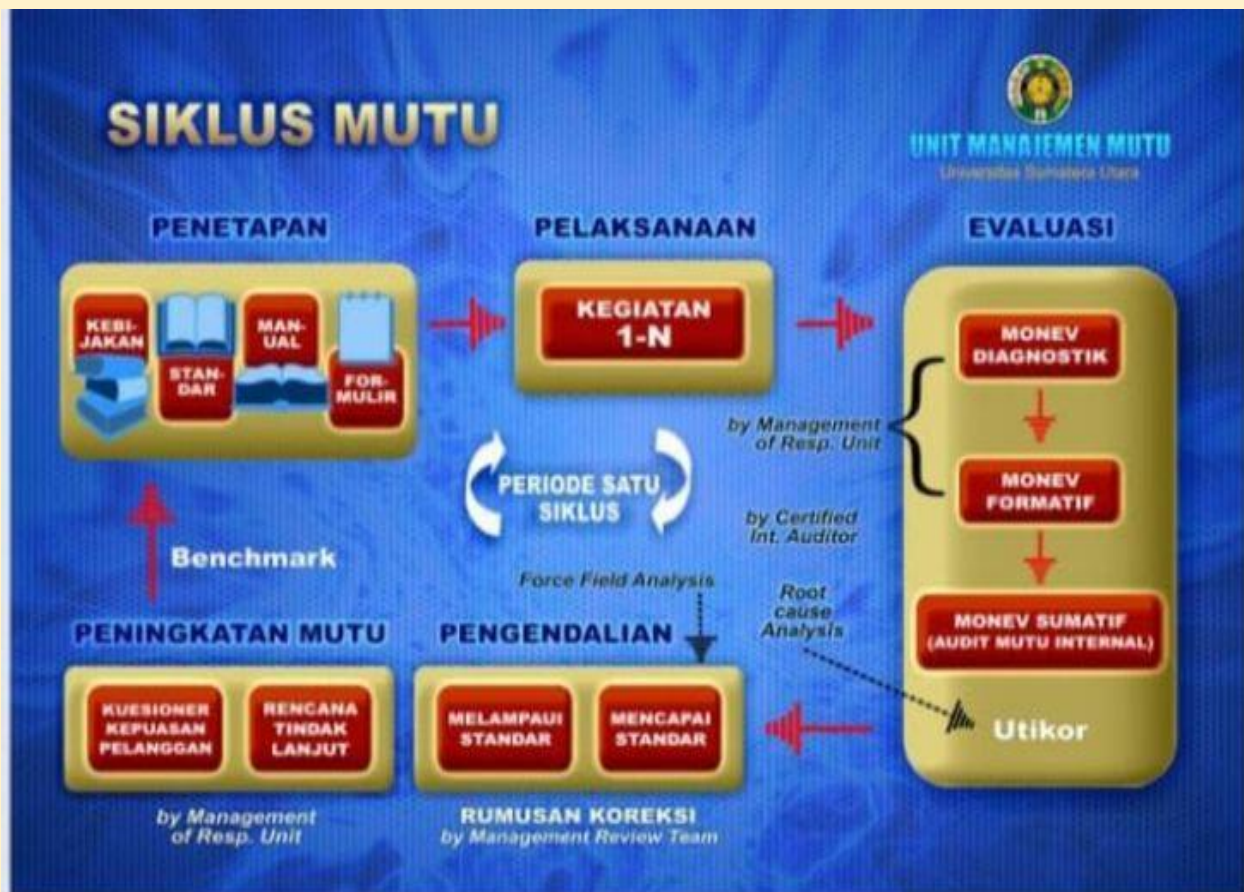 SIKLUS MUTU
UNIT MANAJEMEN MUTU
Universitas Sumatera Utara
PENETAPAN
KEBI-
JAKAN
STAN-
DAR
MAN-
UAL
FOR-
MULIR
PELAKSANAAN
KEGIATAN
1-N
EVALUASI
MONEV
DIAGNOSTIK
by Management
of Resp. Unit
MONEV
FORMATIF
by Certified
Int. Auditor
MONEV SUMATIF
(AUDIT MUTU INTERNAL)
Root
cause
Analysis
Utikor
PERIODE SATU
SIKLUS
Force Field Analysis
PENGENDALIAN
MELAMPAUI
STANDAR
MENCAPAI
STANDAR
RUMUSAN KOREKSI
by Management Review Team
PENINGKATAN MUTU
KUESIONER
KEPUASAN
PELANGGAN
RENCANA
TINDAK
LANJUT
by Management
of Resp. Unit
Benchmark